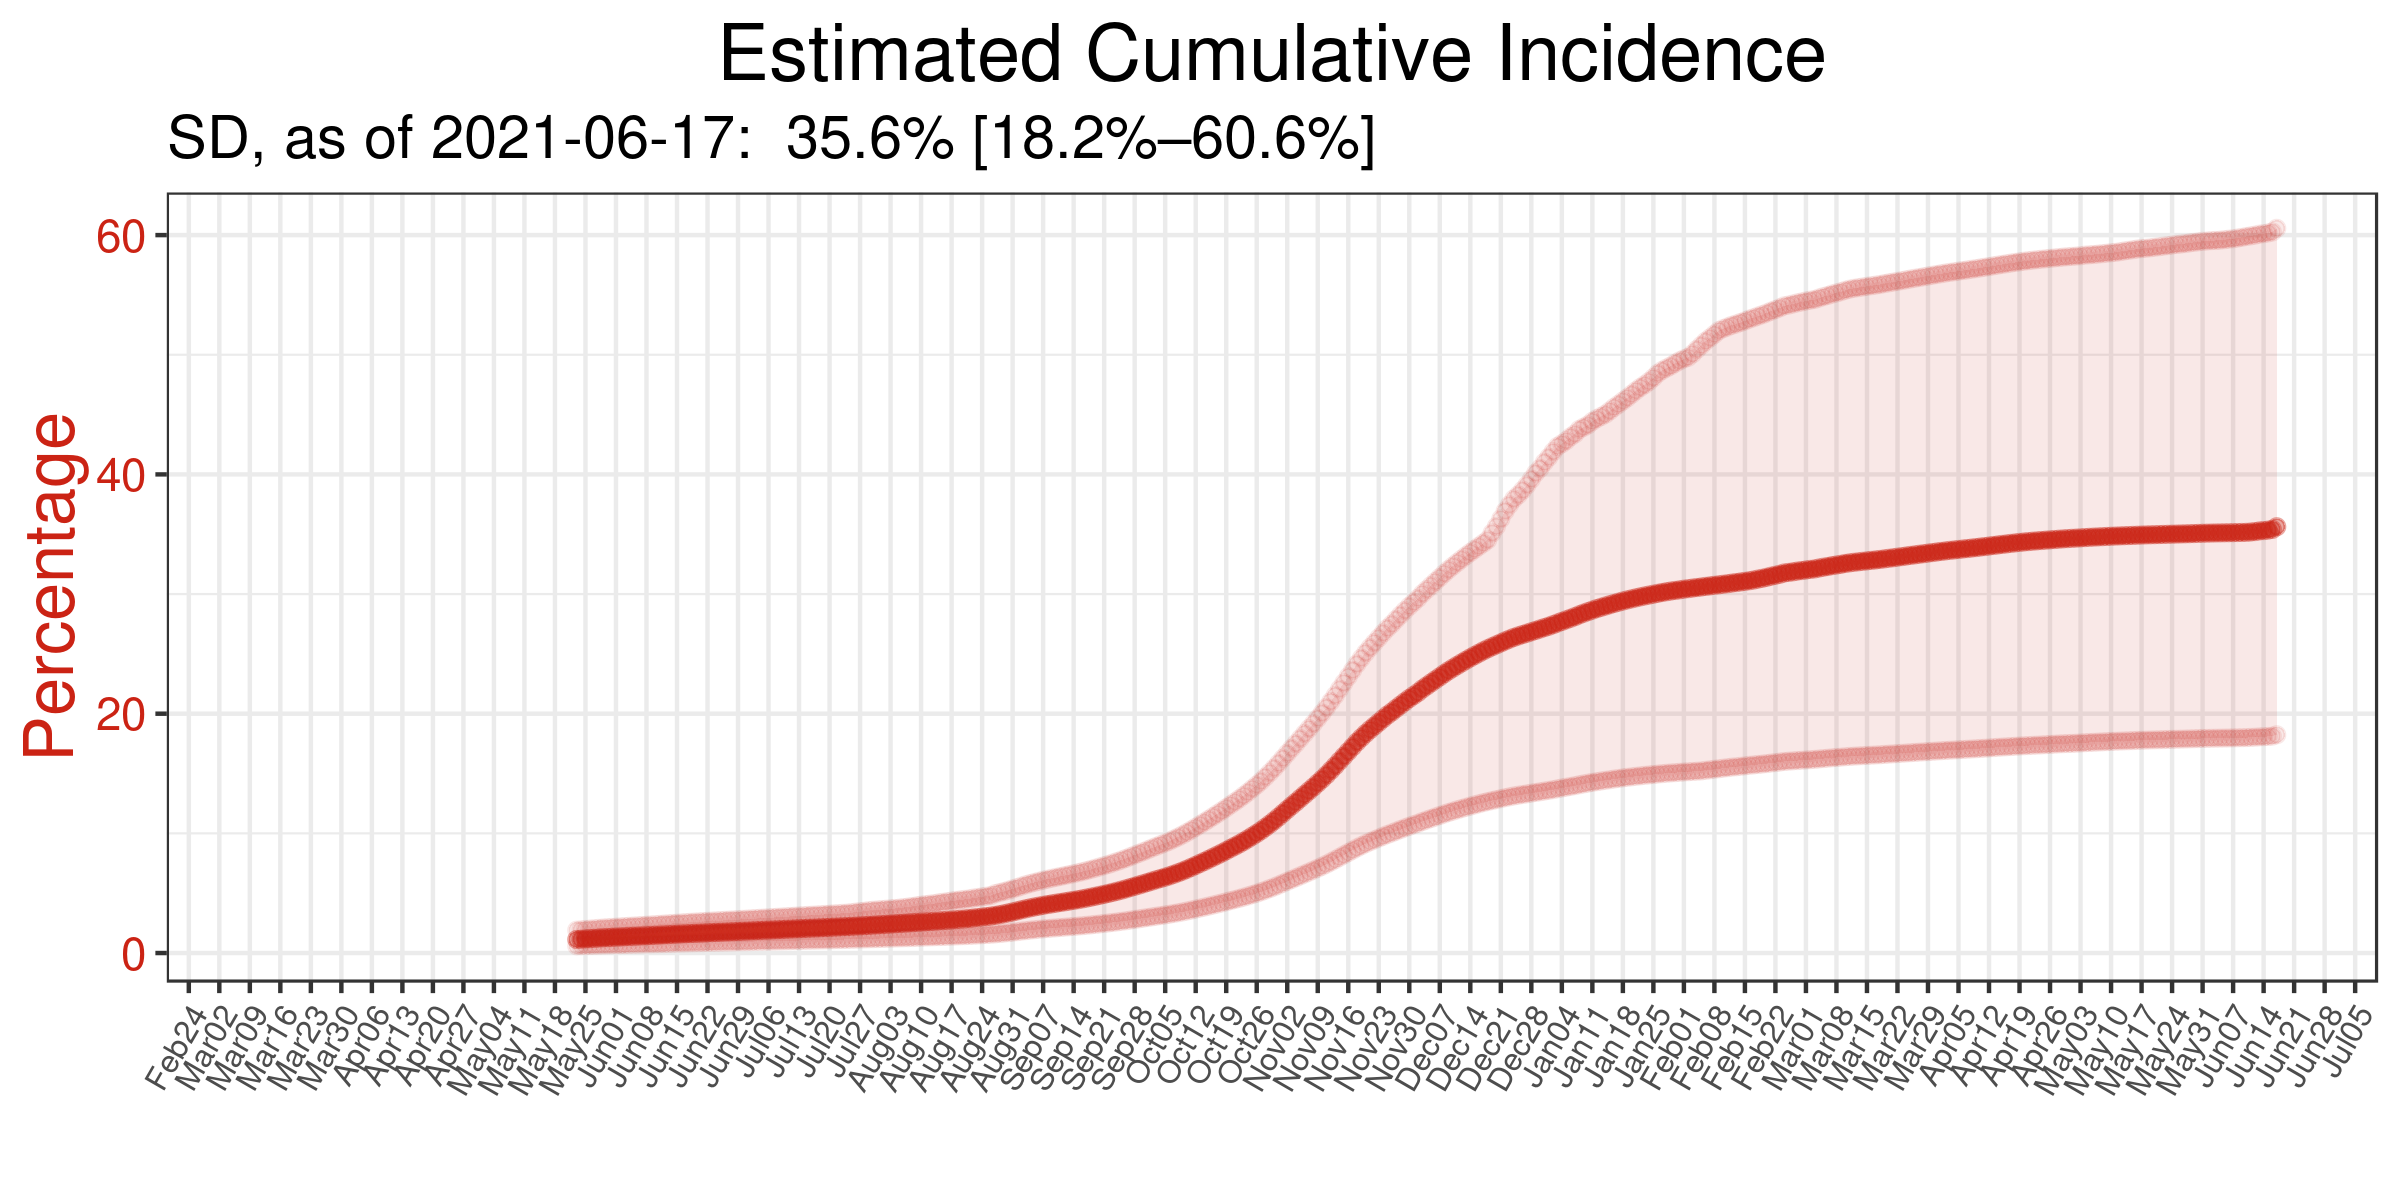 Estimated Cumulative Incidence
SD, as of 2021-06-17:  35.6% [18.2%–60.6%]
Percentage
60
40
20
0
Feb24
Mar02
Mar09
Mar16
Mar23
Mar30
Apr06
Apr13
Apr20
Apr27
May04
May11
May18
May25
Jun01
Jun08
Jun15
Jun22
Jun29
Jul06
Jul13
Jul20
Jul27
Aug03
Aug10
Aug17
Aug24
Aug31
Sep07
Sep14
Sep21
Sep28
Oct05
Oct12
Oct19
Oct26
Nov02
Nov09
Nov16
Nov23
Nov30
Dec07
Dec14
Dec21
Dec28
Jan04
Jan11
Jan18
Jan25
Feb01
Feb08
Feb15
Feb22
Mar01
Mar08
Mar15
Mar22
Mar29
Apr05
Apr12
Apr19
Apr26
May03
May10
May17
May24
May31
Jun07
Jun14
Jun21
Jun28
Jul05